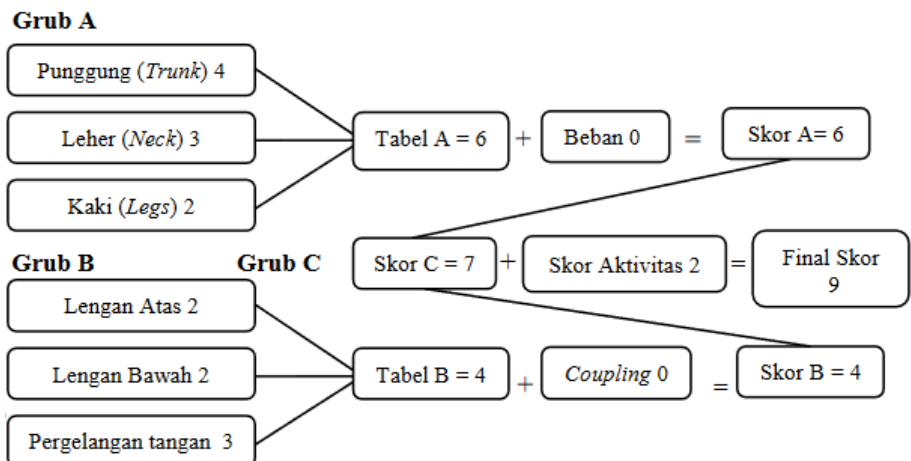 Grub A
Punggung (Trunk) 4
Leher (Neck) 3
Kaki (Legs) 2
Tabel A = 6
+
Beban 0
=
Skor A= 6
Grub B
Grub C
Skor C = 7
+
Skor Aktivitas 2
=
Final Skor
9
Lengan Atas 2
Lengan Bawah 2
Pergelangan tangan 3
Tabel B = 4
+
Coupling 0
=
Skor B = 4